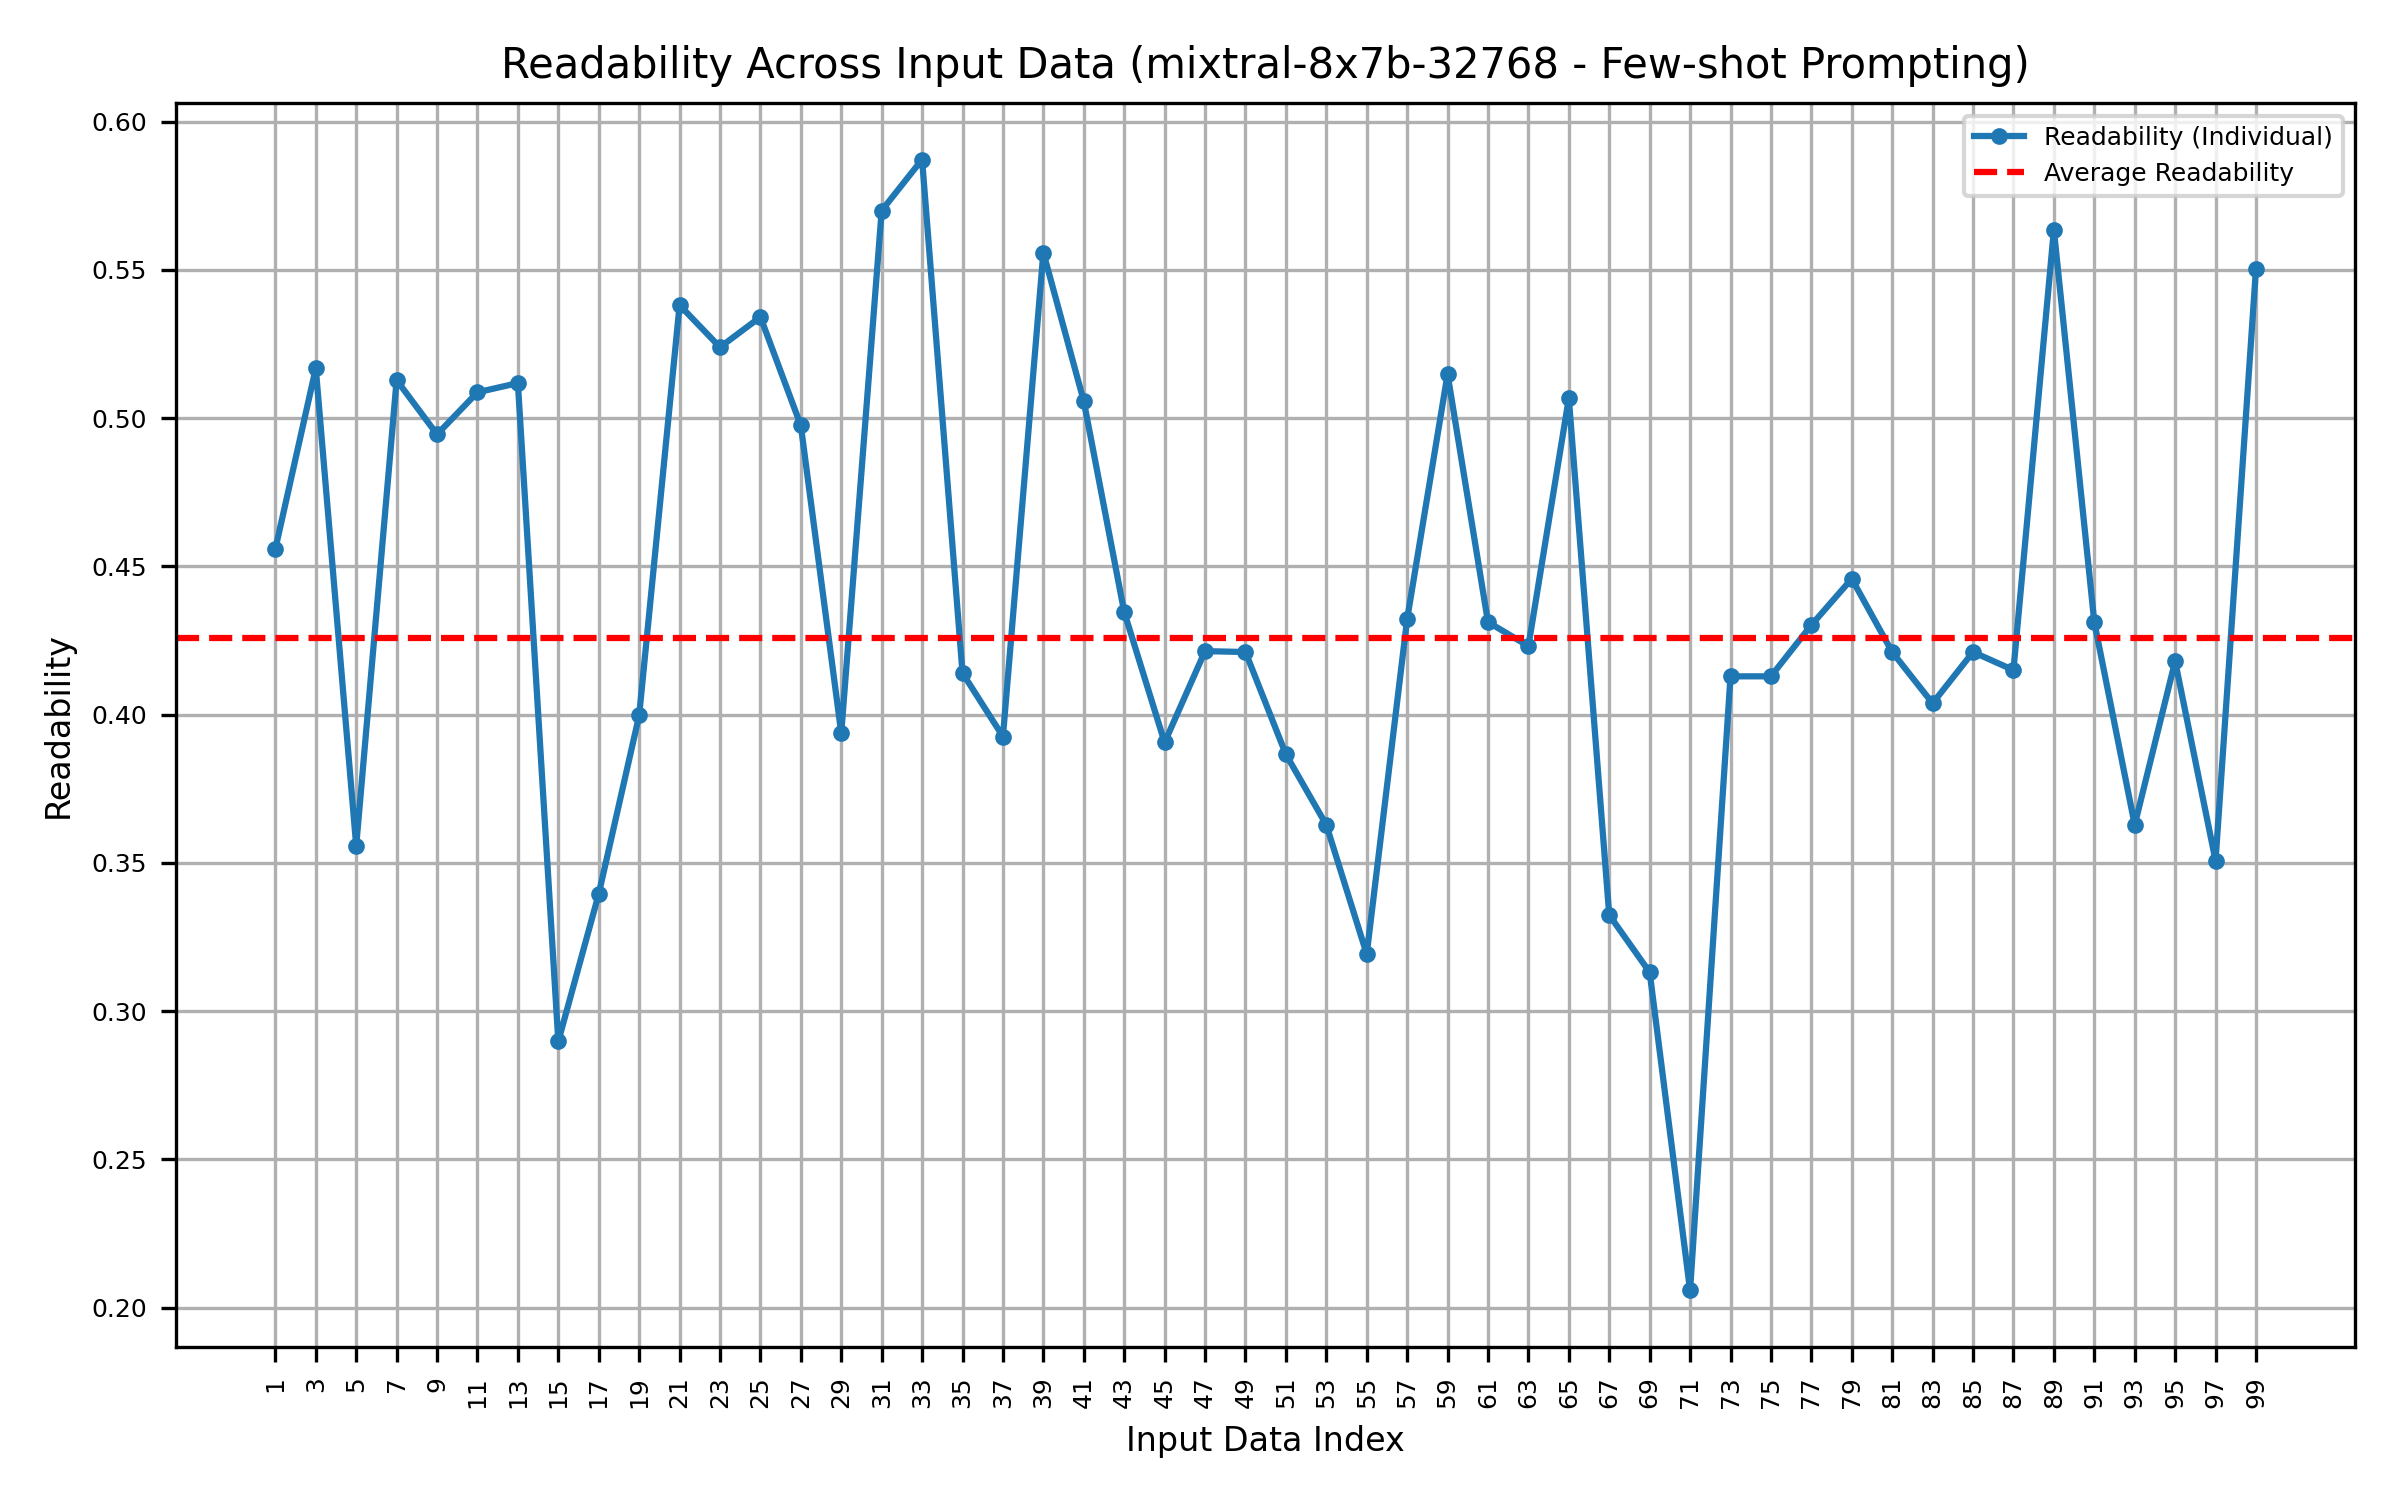 Readability Across Input Data (mixtral-8x7b-32768 - Few-shot Prompting)
Readability (Individual)
Average Readability
Readability
0.60
0.55
0.50
0.45
0.40
0.35
0.30
0.25
0.20
1 3 5 7 9 11 13 15 17 19 21 23 25 27 29 31 33 35 37 39 41 43 45 47 49 51 53 55 57 59 61 63 65 67 69 71 73 75 77 79 81 83 85 87 89 91 93 95 97 99
Input Data Index